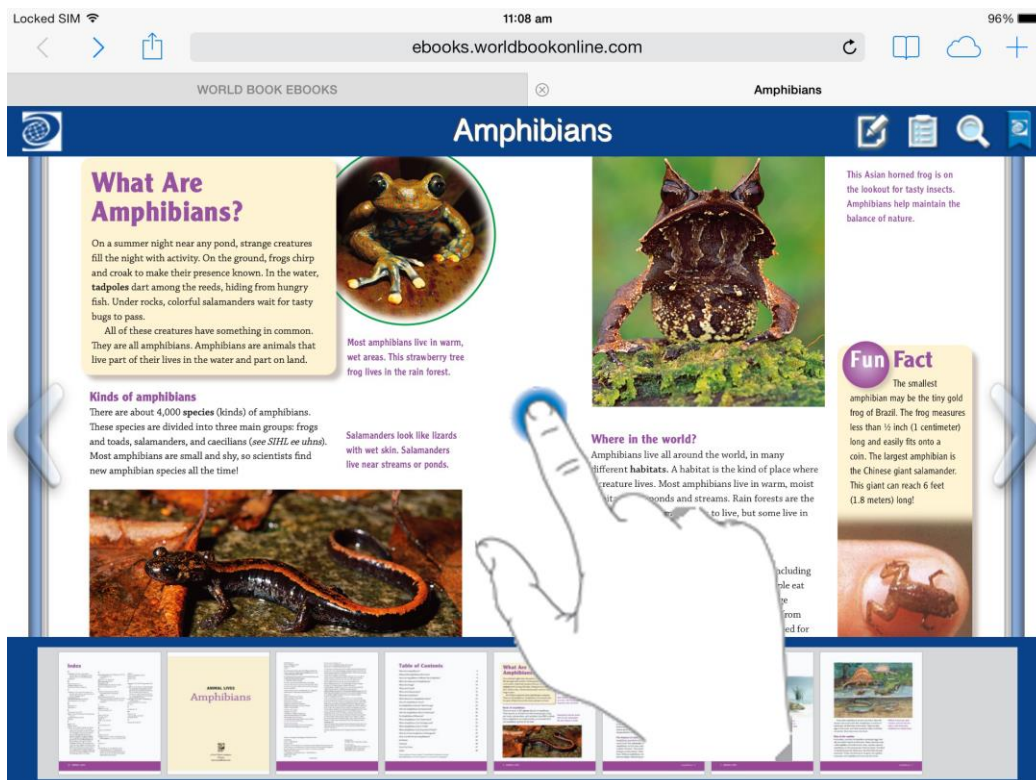 Locked SIM
11:08 am
96%
ebooks.worldbookonline.com
WORLD BOOK EBOOKS
Amphibians
Amphibians
What Are
Amphibians?
On a summer night near any pond, strange creatures
fill the night with activity. On the ground, frogs chirp
and croak to make their presence known. In the water,
tadpoles dart among the reeds, hiding from hungry
fish. Under rocks, colorful salamanders wait for tasty
bugs to pass.
All of these creatures have something in common.
They are all amphibians. Amphibians are animals that
live part of their lives in the water and part on land.
Kinds of amphibians
There are about 4,000 species (kinds) of amphibians.
These species are divided into three main groups: frogs
and toads, salamanders, and caecilians (see SIHL ee uhns).
Most amphibians are small and shy, so scientists find
new amphibian species all the time!
Most amphibians live in warm,
wet areas. This strawberry tree
frog lives in the rain forest.
Salamanders look like lizards
with wet skin. Salamanders
live near streams or ponds.
This Asian horned frog is on
the lookout for tasty insects.
Amphibians help maintain the
balance of nature.
Where in the world?
Amphibians live all around the world, in many
different habitats. A habitat is the kind of place where
creature lives. Most amphibians live in warm, moist
ponds and streams. Rain forests are the
to live, but some live in
ple eat
from
ed for
Fun Fact
The smallest
amphibian may be the tiny gold
frog of Brazil. The frog measures
less than ½ inch (1 centimeter)
long and easily fits onto a
coin. The largest amphibian is
the Chinese giant salamander.
This giant can reach 6 feet
(1.8 meters) long!
Index
ANIMAL LIVES
Amphibians
Table of Contents
What Are
Amphibians?